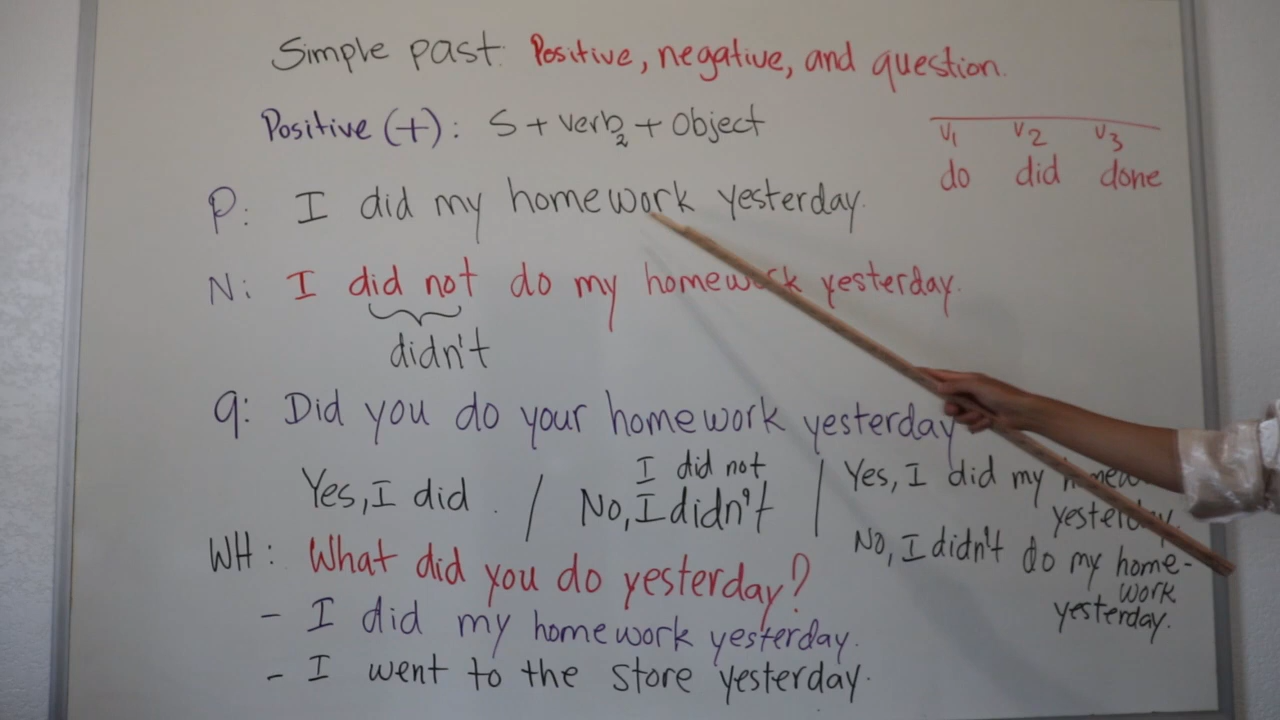 Simple past: Positive, negative, and question.
Positive (+): S + verb₂ + Object
V₁ V₂ V₃
do did done
P: I did my homework yesterday.
N: I did not do my homework yesterday.
didn't
Q: Did you do your homework yesterday
Yes, I did. / No, I didn't
I did not
Yes, I did my
yesterday.
No, I didn't do my home-
work
yesterday.
WH: What did you do yesterday?
- I did my homework yesterday.
- I went to the store yesterday.